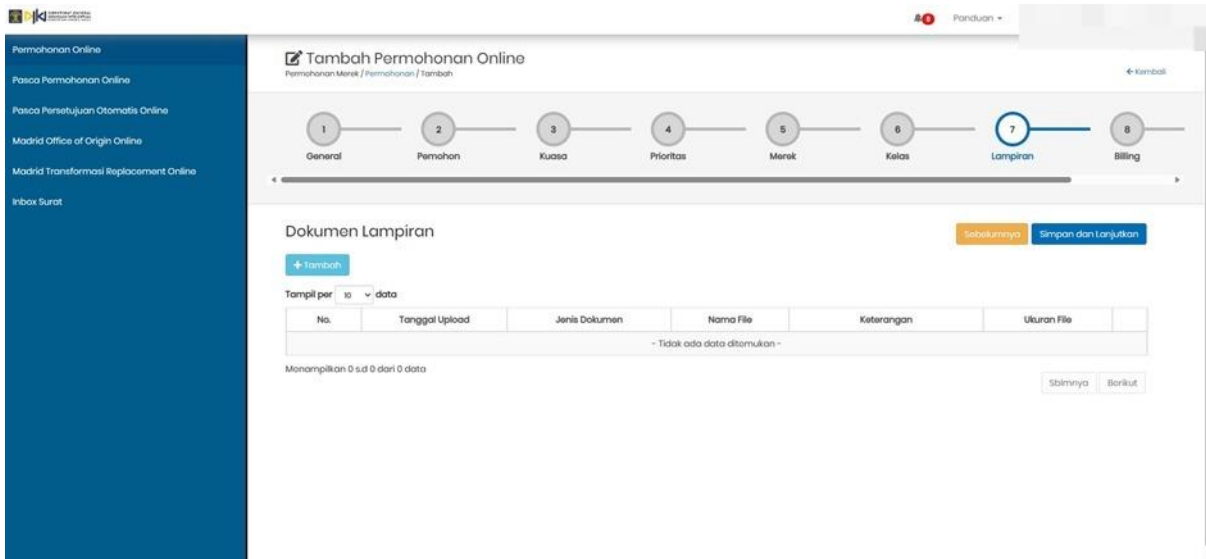 Panduan
Permohonan Online
Pasca Permohonan Online
Pasca Persetujuan Otomatis Online
Madrid Office of Origin Online
Madrid Transformasi Replacement Online
Inbox Surat
Tambah Permohonan Online
Permohonan Merek / Permohonan / Tambah
Kembali
1 2 3 4 5 6 7 8
General Pemohon Kuasa Prioritas Merek Kelas Lampiran Billing
Dokumen Lampiran
Sebelumnya Simpan dan Lanjutkan
+ Tambah
Tampil per 10 data
No. Tanggal Upload Jenis Dokumen Nama File Keterangan Ukuran File
- Tidak ada data ditemukan -
Menampilkan 0 s.d 0 dari 0 data
Sblmnya Berikut